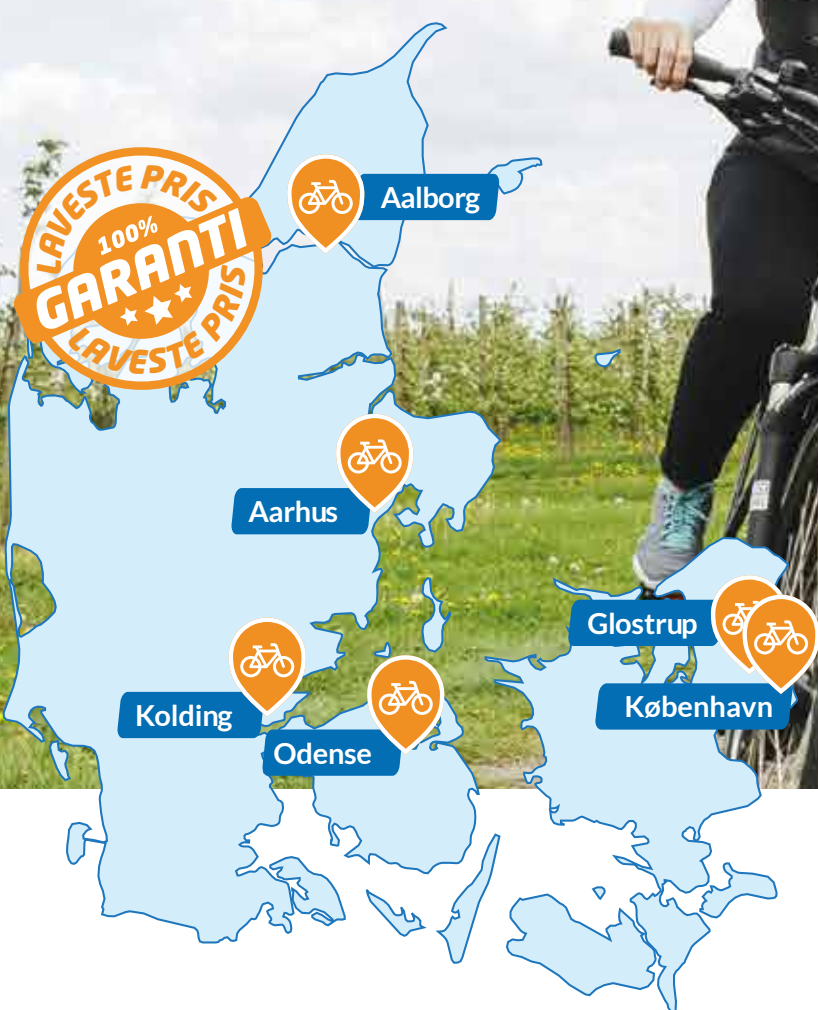 LAVESTE PRIS
100%
GARANTI
LAVESTE PRIS
Aalborg
Aarhus
Glostrup
København
Kolding
Odense